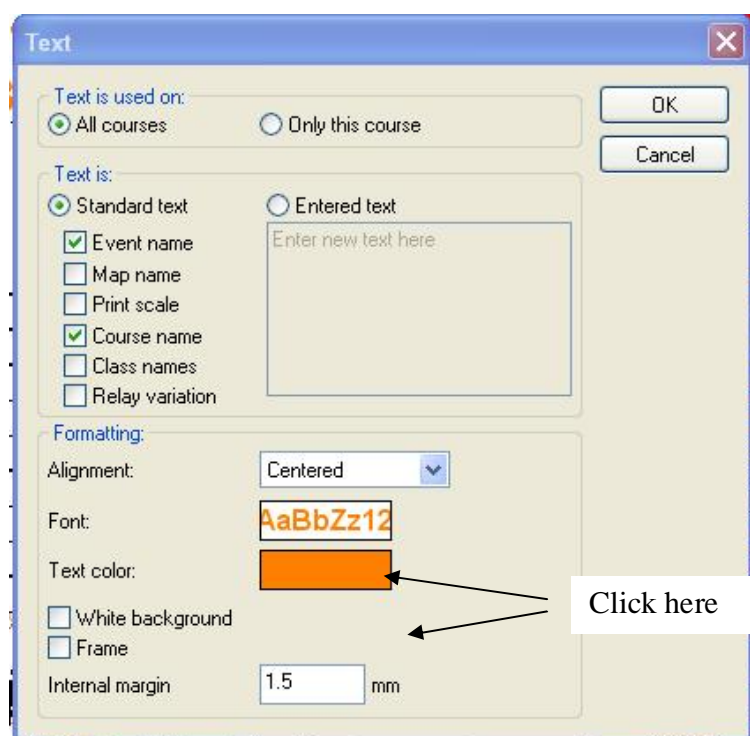 Text
Text is used on:
All courses
Only this course
OK
Cancel
Text is:
Standard text
Entered text
Event name
Enter new text here
Map name
Print scale
Course name
Class names
Relay variation
Formatting:
Alignment:
Centered
Font:
AaBbZz12
Text color:
Click here
White background
Frame
Internal margin
1.5
mm